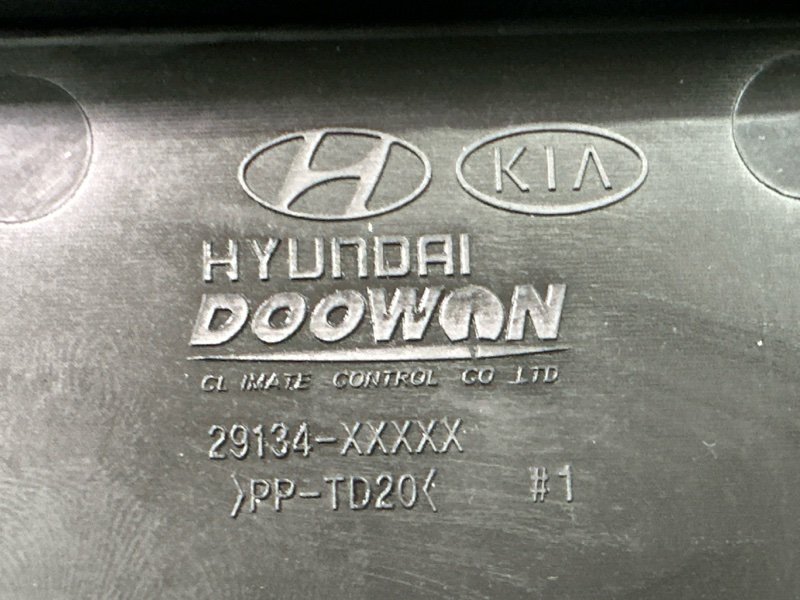 KIA
HYUNDAI
DOOWON
CLIMATE CONTROL CO LTD
29134-XXXXX
>PP-TD20< #1